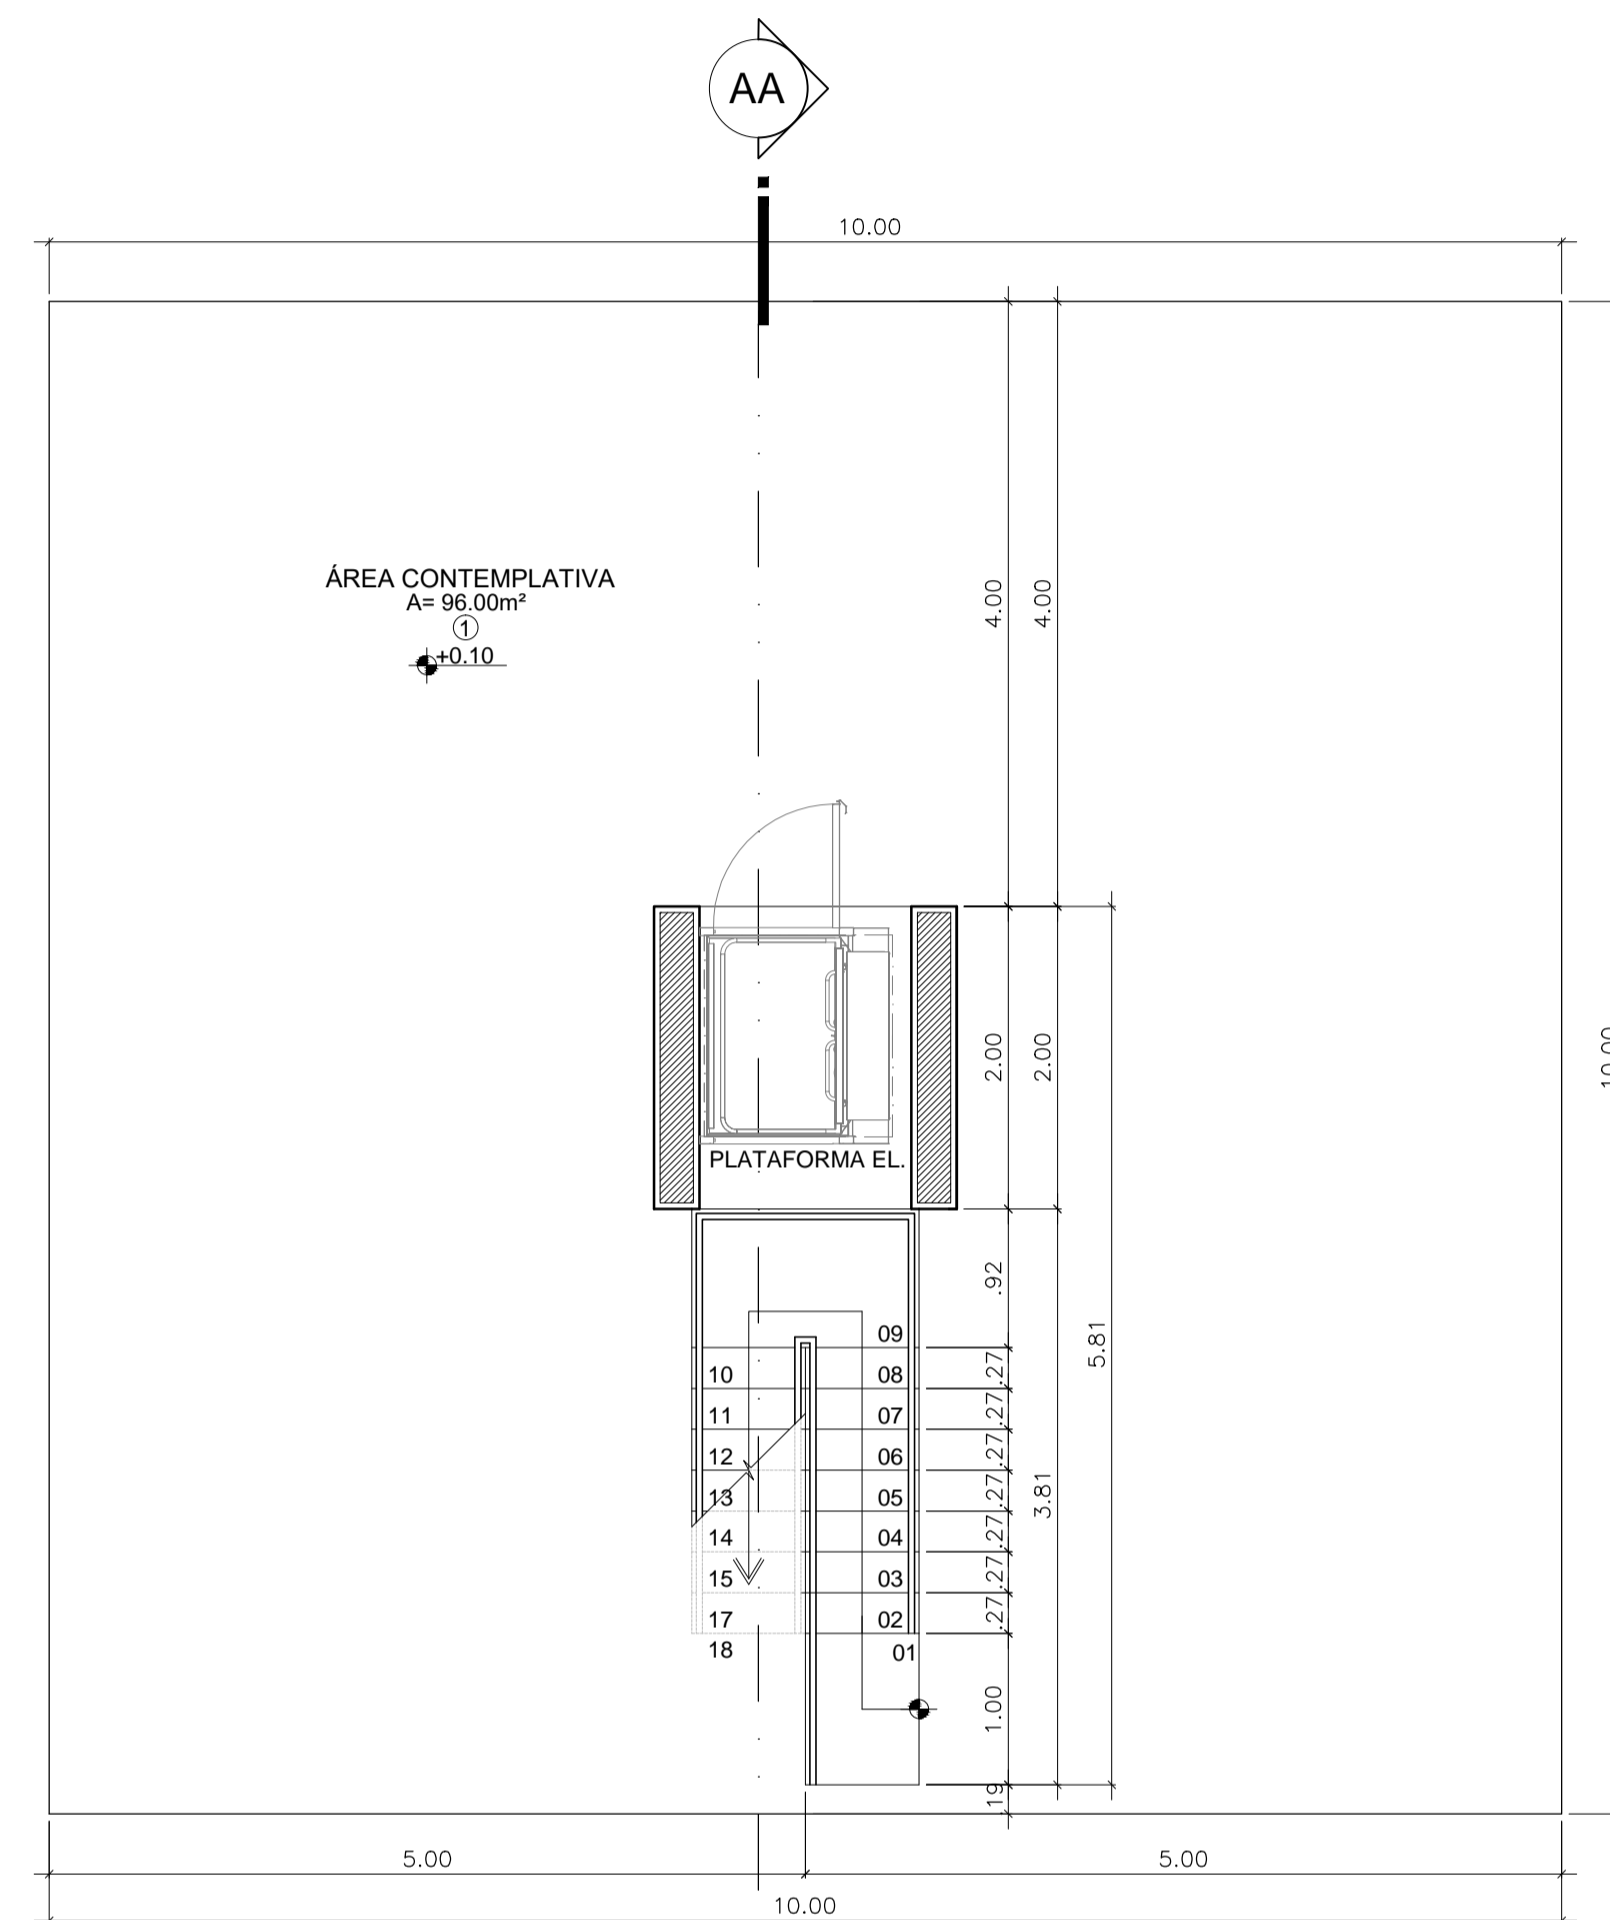 AA
10.00
ÁREA CONTEMPLATIVA
A= 96.00m²
1
+0.10
4.00
4.00
2.00
2.00
10.00
PLATAFORMA EL.
.92
5.81
3.81
09
10 08 .27
11 07 .27
12 06 .27
13 05 .27
14 04 .27
15 03 .27
17 02 .27
18 01
1.00
.19
5.00
5.00
10.00